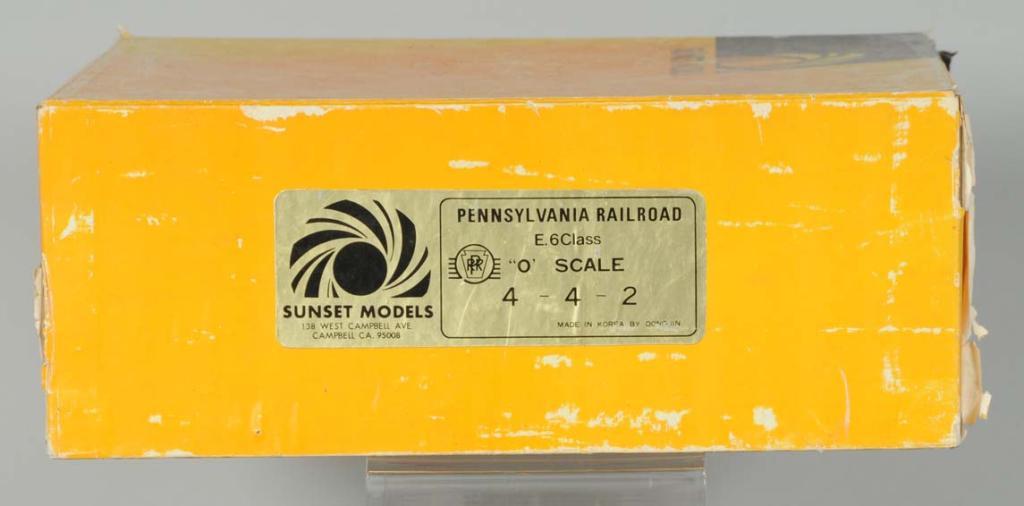 SUNSET MODELS
138 WEST CAMPBELL AVE.
CAMPBELL CA. 95008
PENNSYLVANIA RAILROAD
E.6Class
PRR
"O' SCALE
4 - 4 - 2
MADE IN KOREA BY DONGJIN